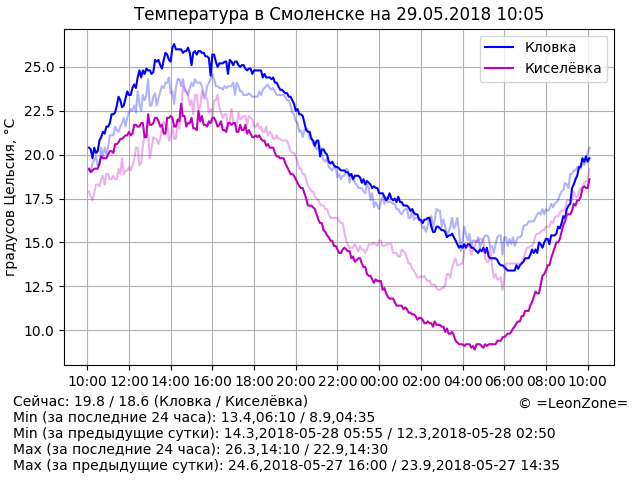 Температура в Смоленске на 29.05.2018 10:05
Кловка
Киселёвка
градусов Цельсия, °C
25.0
22.5
20.0
17.5
15.0
12.5
10.0
10:00 12:00 14:00 16:00 18:00 20:00 22:00 00:00 02:00 04:00 06:00 08:00 10:00
Сейчас: 19.8 / 18.6 (Кловка / Киселёвка)
© =LeonZone=
Min (за последние 24 часа): 13.4,06:10 / 8.9,04:35
Min (за предыдущие сутки): 14.3,2018-05-28 05:55 / 12.3,2018-05-28 02:50
Max (за последние 24 часа): 26.3,14:10 / 22.9,14:30
Max (за предыдущие сутки): 24.6,2018-05-27 16:00 / 23.9,2018-05-27 14:35